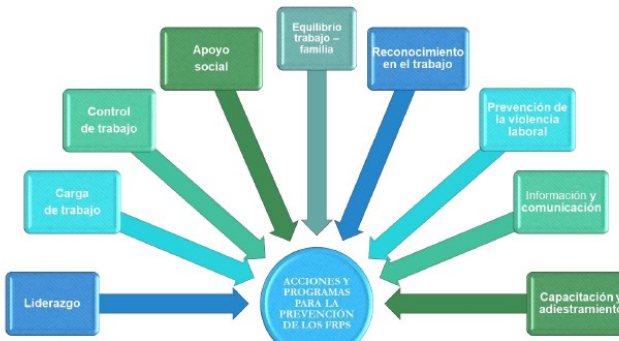 Equilibrio
trabajo –
familia
Apoyo
social
Reconocimiento
en el trabajo
Control
de trabajo
Prevención de
la violencia
laboral
Carga
de trabajo
Información y
comunicación
Liderazgo
ACCIONES Y
PROGRAMAS
PARA LA
PREVENCIÓN
DE LOS FRPS
Capacitación y
adiestramiento